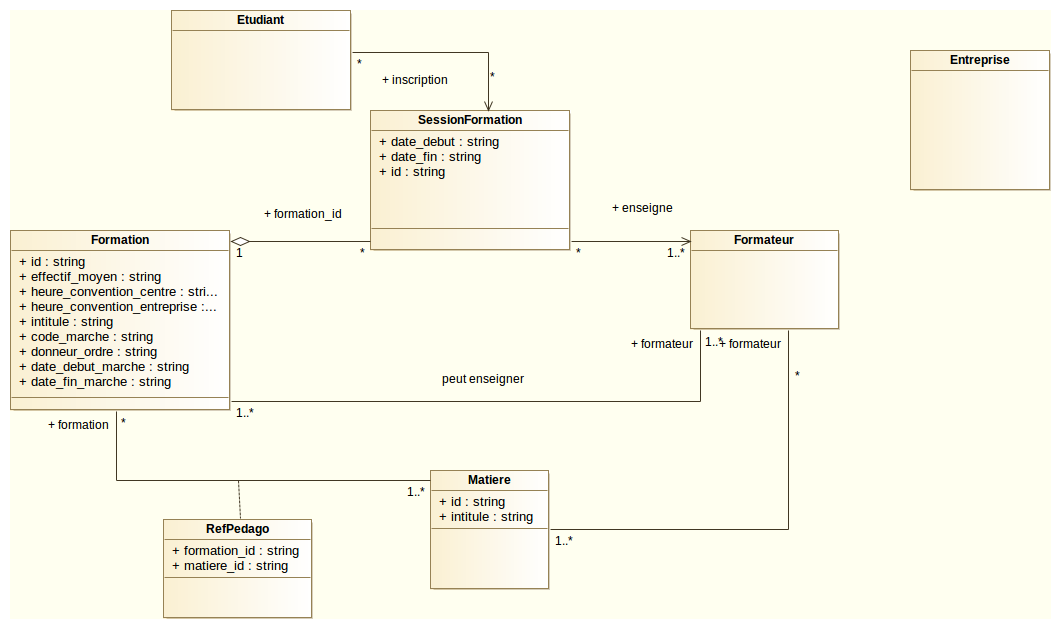 Etudiant
*
+ inscription
*
Entreprise
SessionFormation
+ date_debut : string
+ date_fin : string
+ id : string
+ formation_id
1
*
+ enseigne
*
1..*
Formation
+ id : string
+ effectif_moyen : string
+ heure_convention_centre : stri...
+ heure_convention_entreprise :...
+ intitule : string
+ code_marche : string
+ donneur_ordre : string
+ date_debut_marche : string
+ date_fin_marche : string
Formateur
+ formateur
1..*
+ formateur
*
peut enseigner
1..*
+ formation
*
1..*
Matiere
+ id : string
+ intitule : string
1..*
RefPedago
+ formation_id : string
+ matiere_id : string